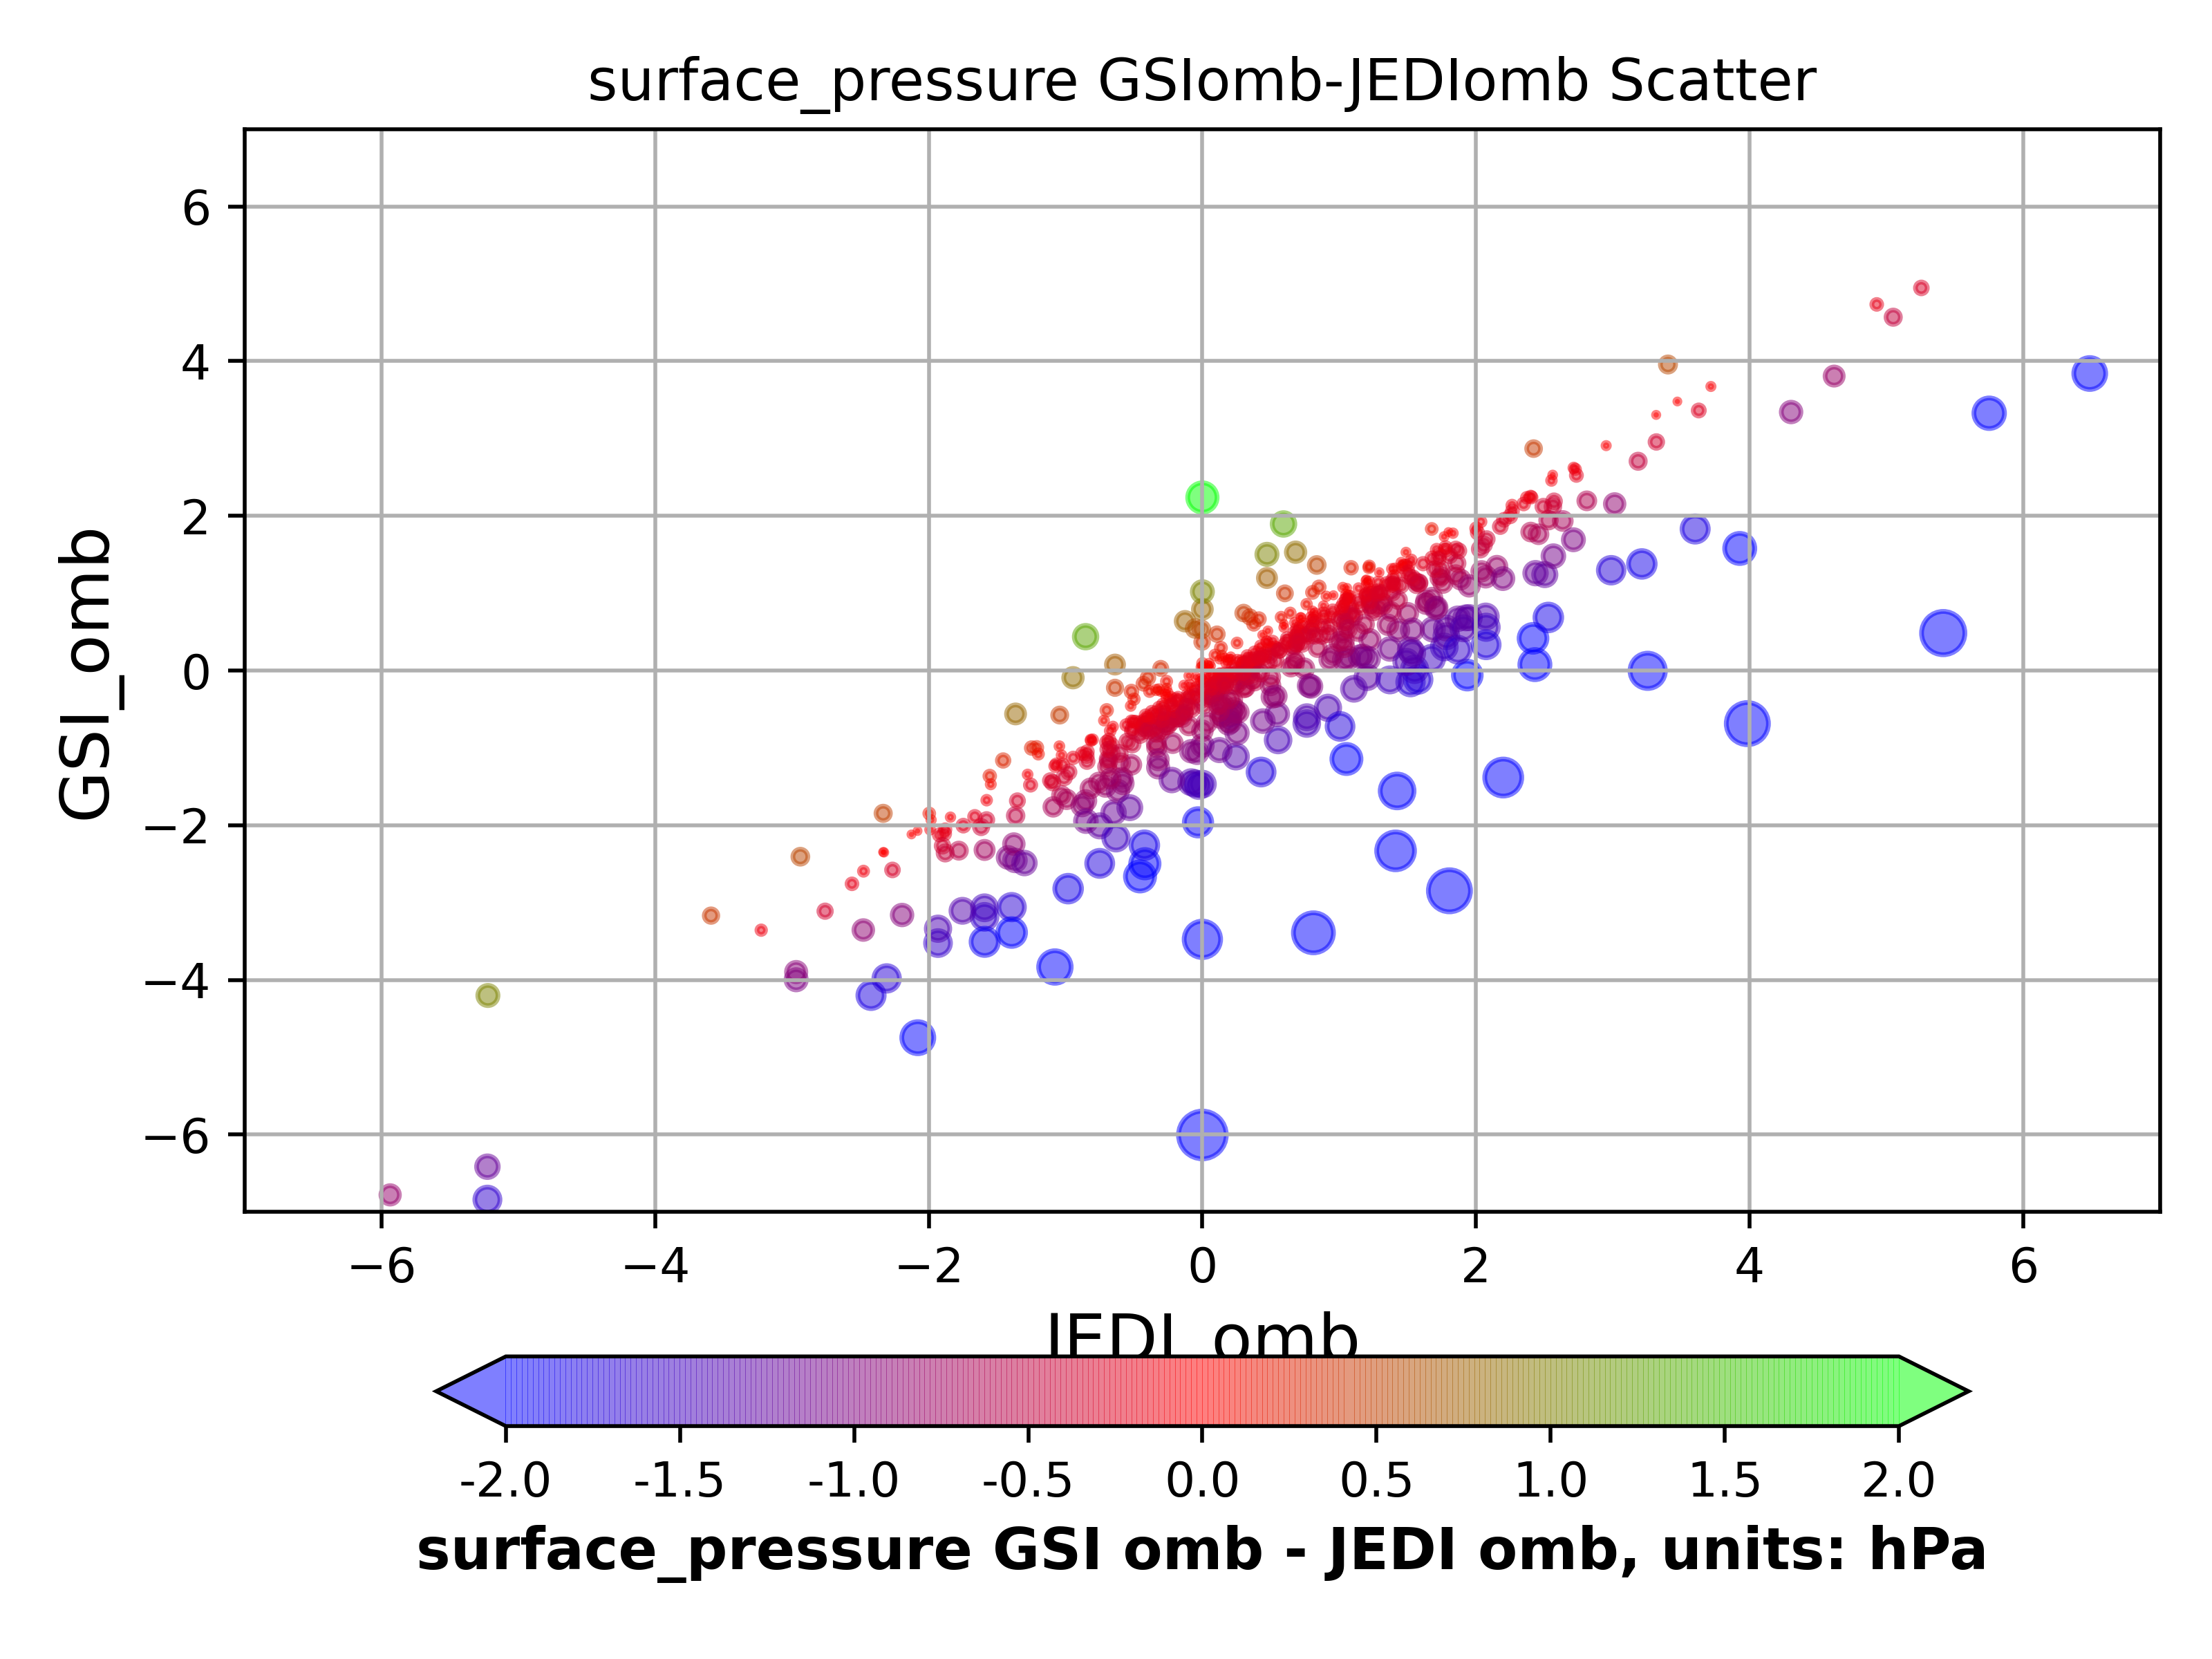 surface_pressure GSIomb-JEDIomb Scatter
GSI_omb
6
4
2
0
−2
−4
−6
−6 −4 −2 0 2 4 6
JEDI_omb
-2.0 -1.5 -1.0 -0.5 0.0 0.5 1.0 1.5 2.0
surface_pressure GSI omb - JEDI omb, units: hPa